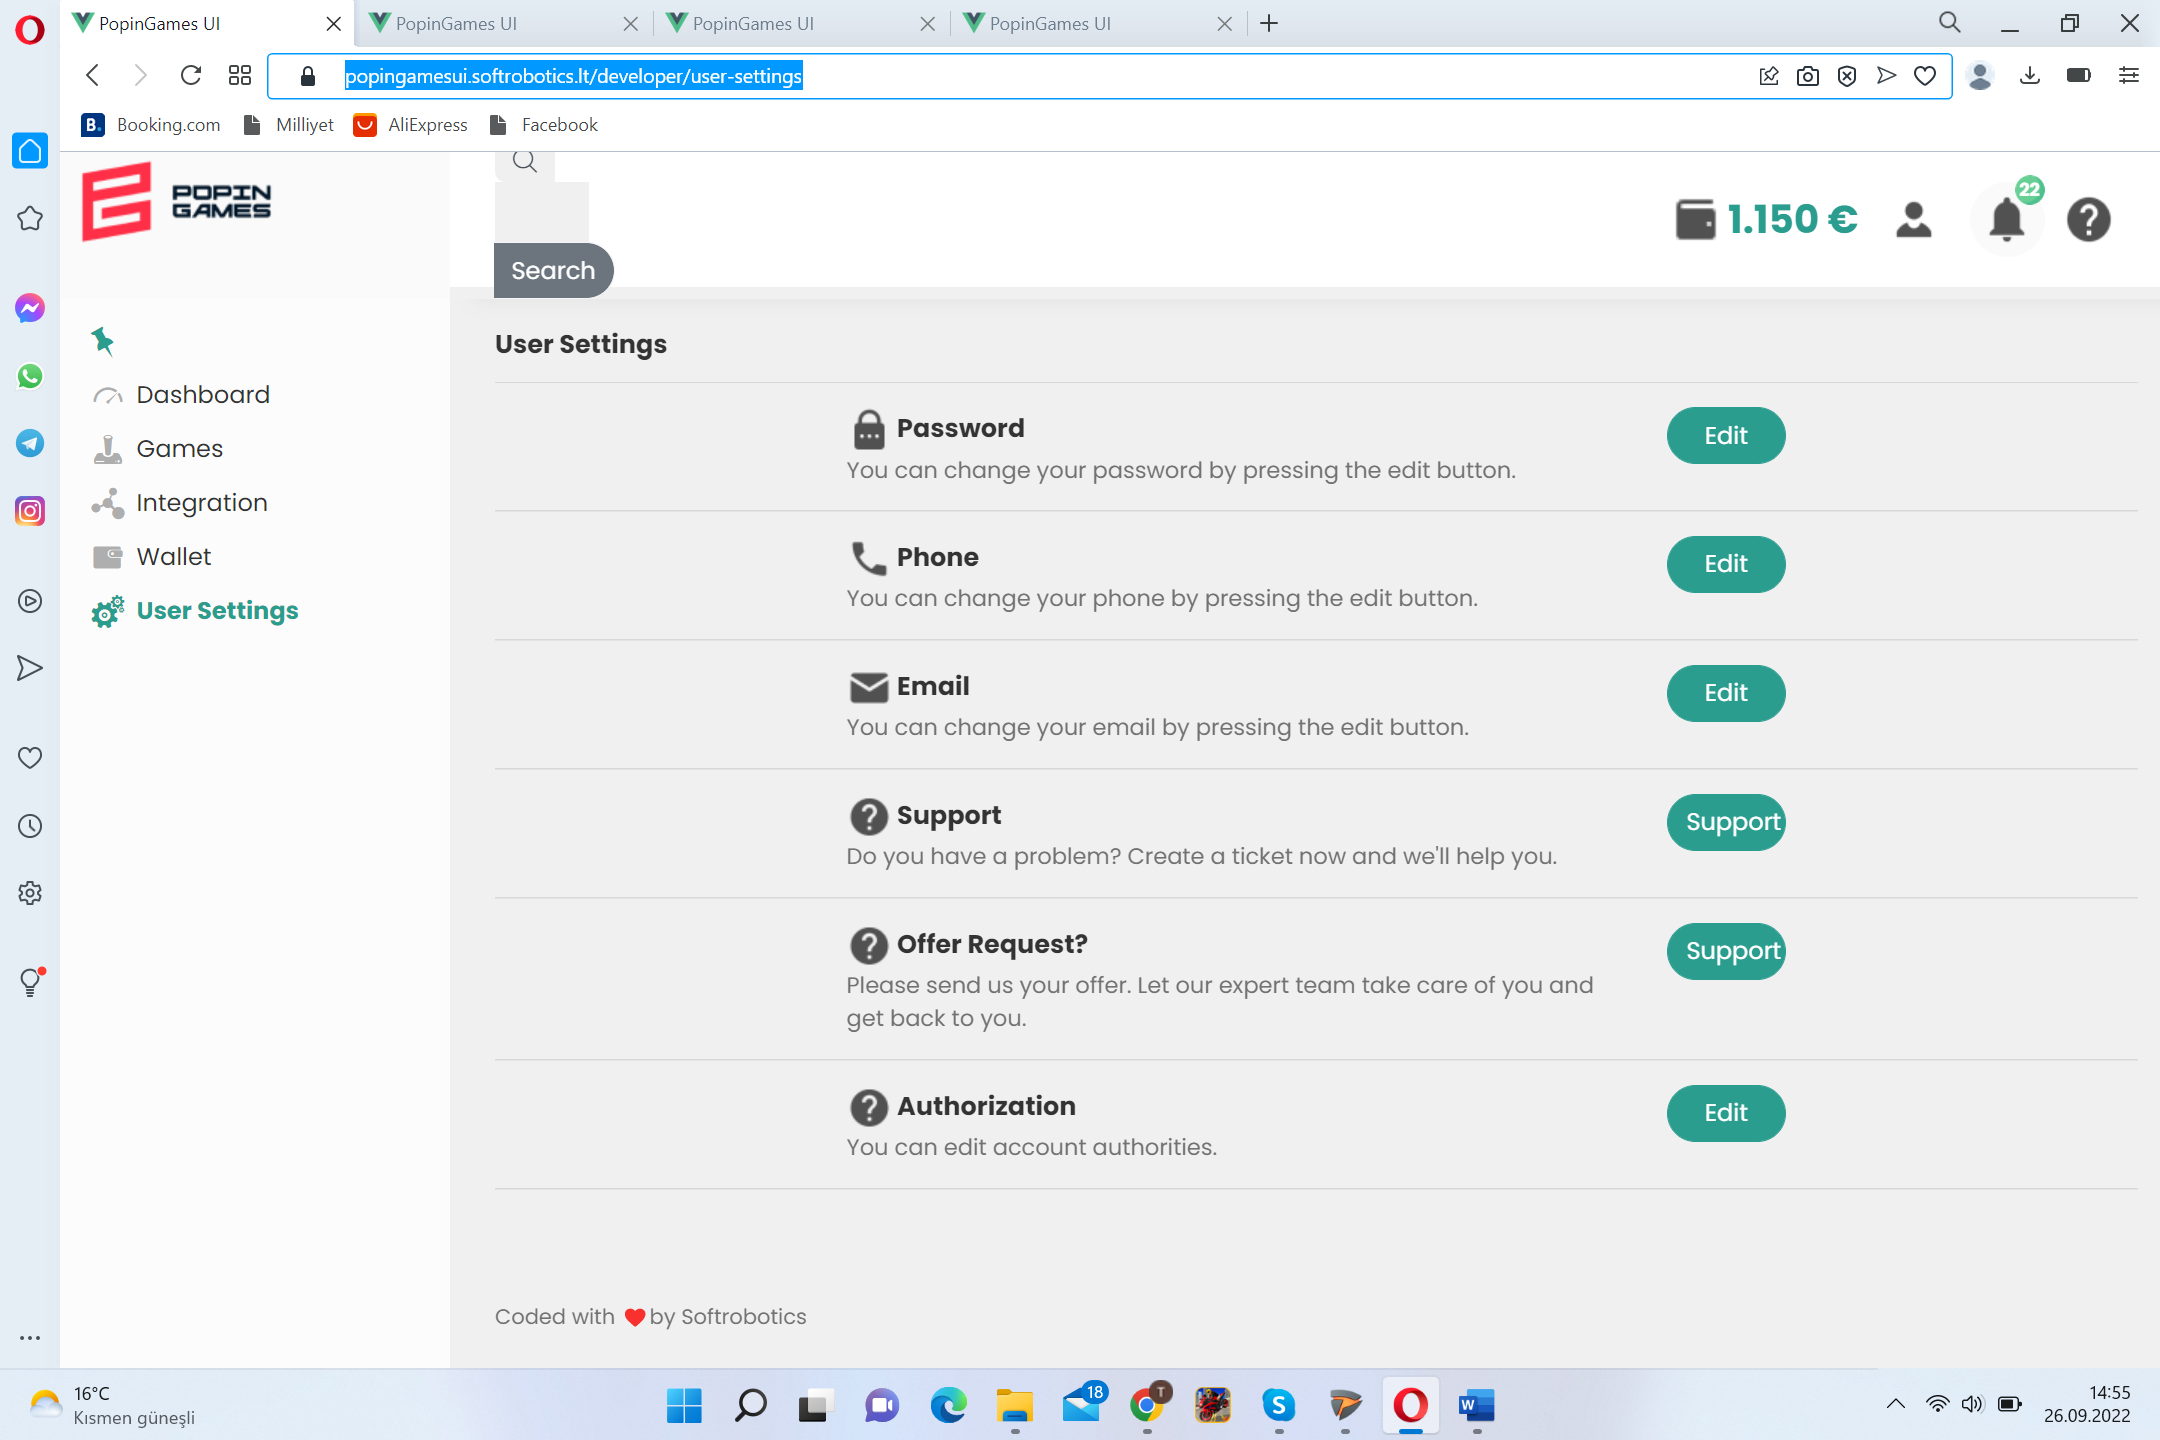 PopinGames UI
PopinGames UI
PopinGames UI
PopinGames UI
popingamesui.softrobotics.lt/developer/user-settings
B. Booking.com
Milliyet
AliExpress
Facebook
POPIN
GAMES
1.150 €
22
Search
Dashboard
Games
Integration
Wallet
User Settings
User Settings
Password
You can change your password by pressing the edit button.
Edit
Phone
You can change your phone by pressing the edit button.
Edit
Email
You can change your email by pressing the edit button.
Edit
Support
Do you have a problem? Create a ticket now and we'll help you.
Support
Offer Request?
Please send us your offer. Let our expert team take care of you and
get back to you.
Support
Authorization
You can edit account authorities.
Edit
Coded with by Softrobotics
16°C
Kısmen güneşli
18
T
S
W
14:55
26.09.2022